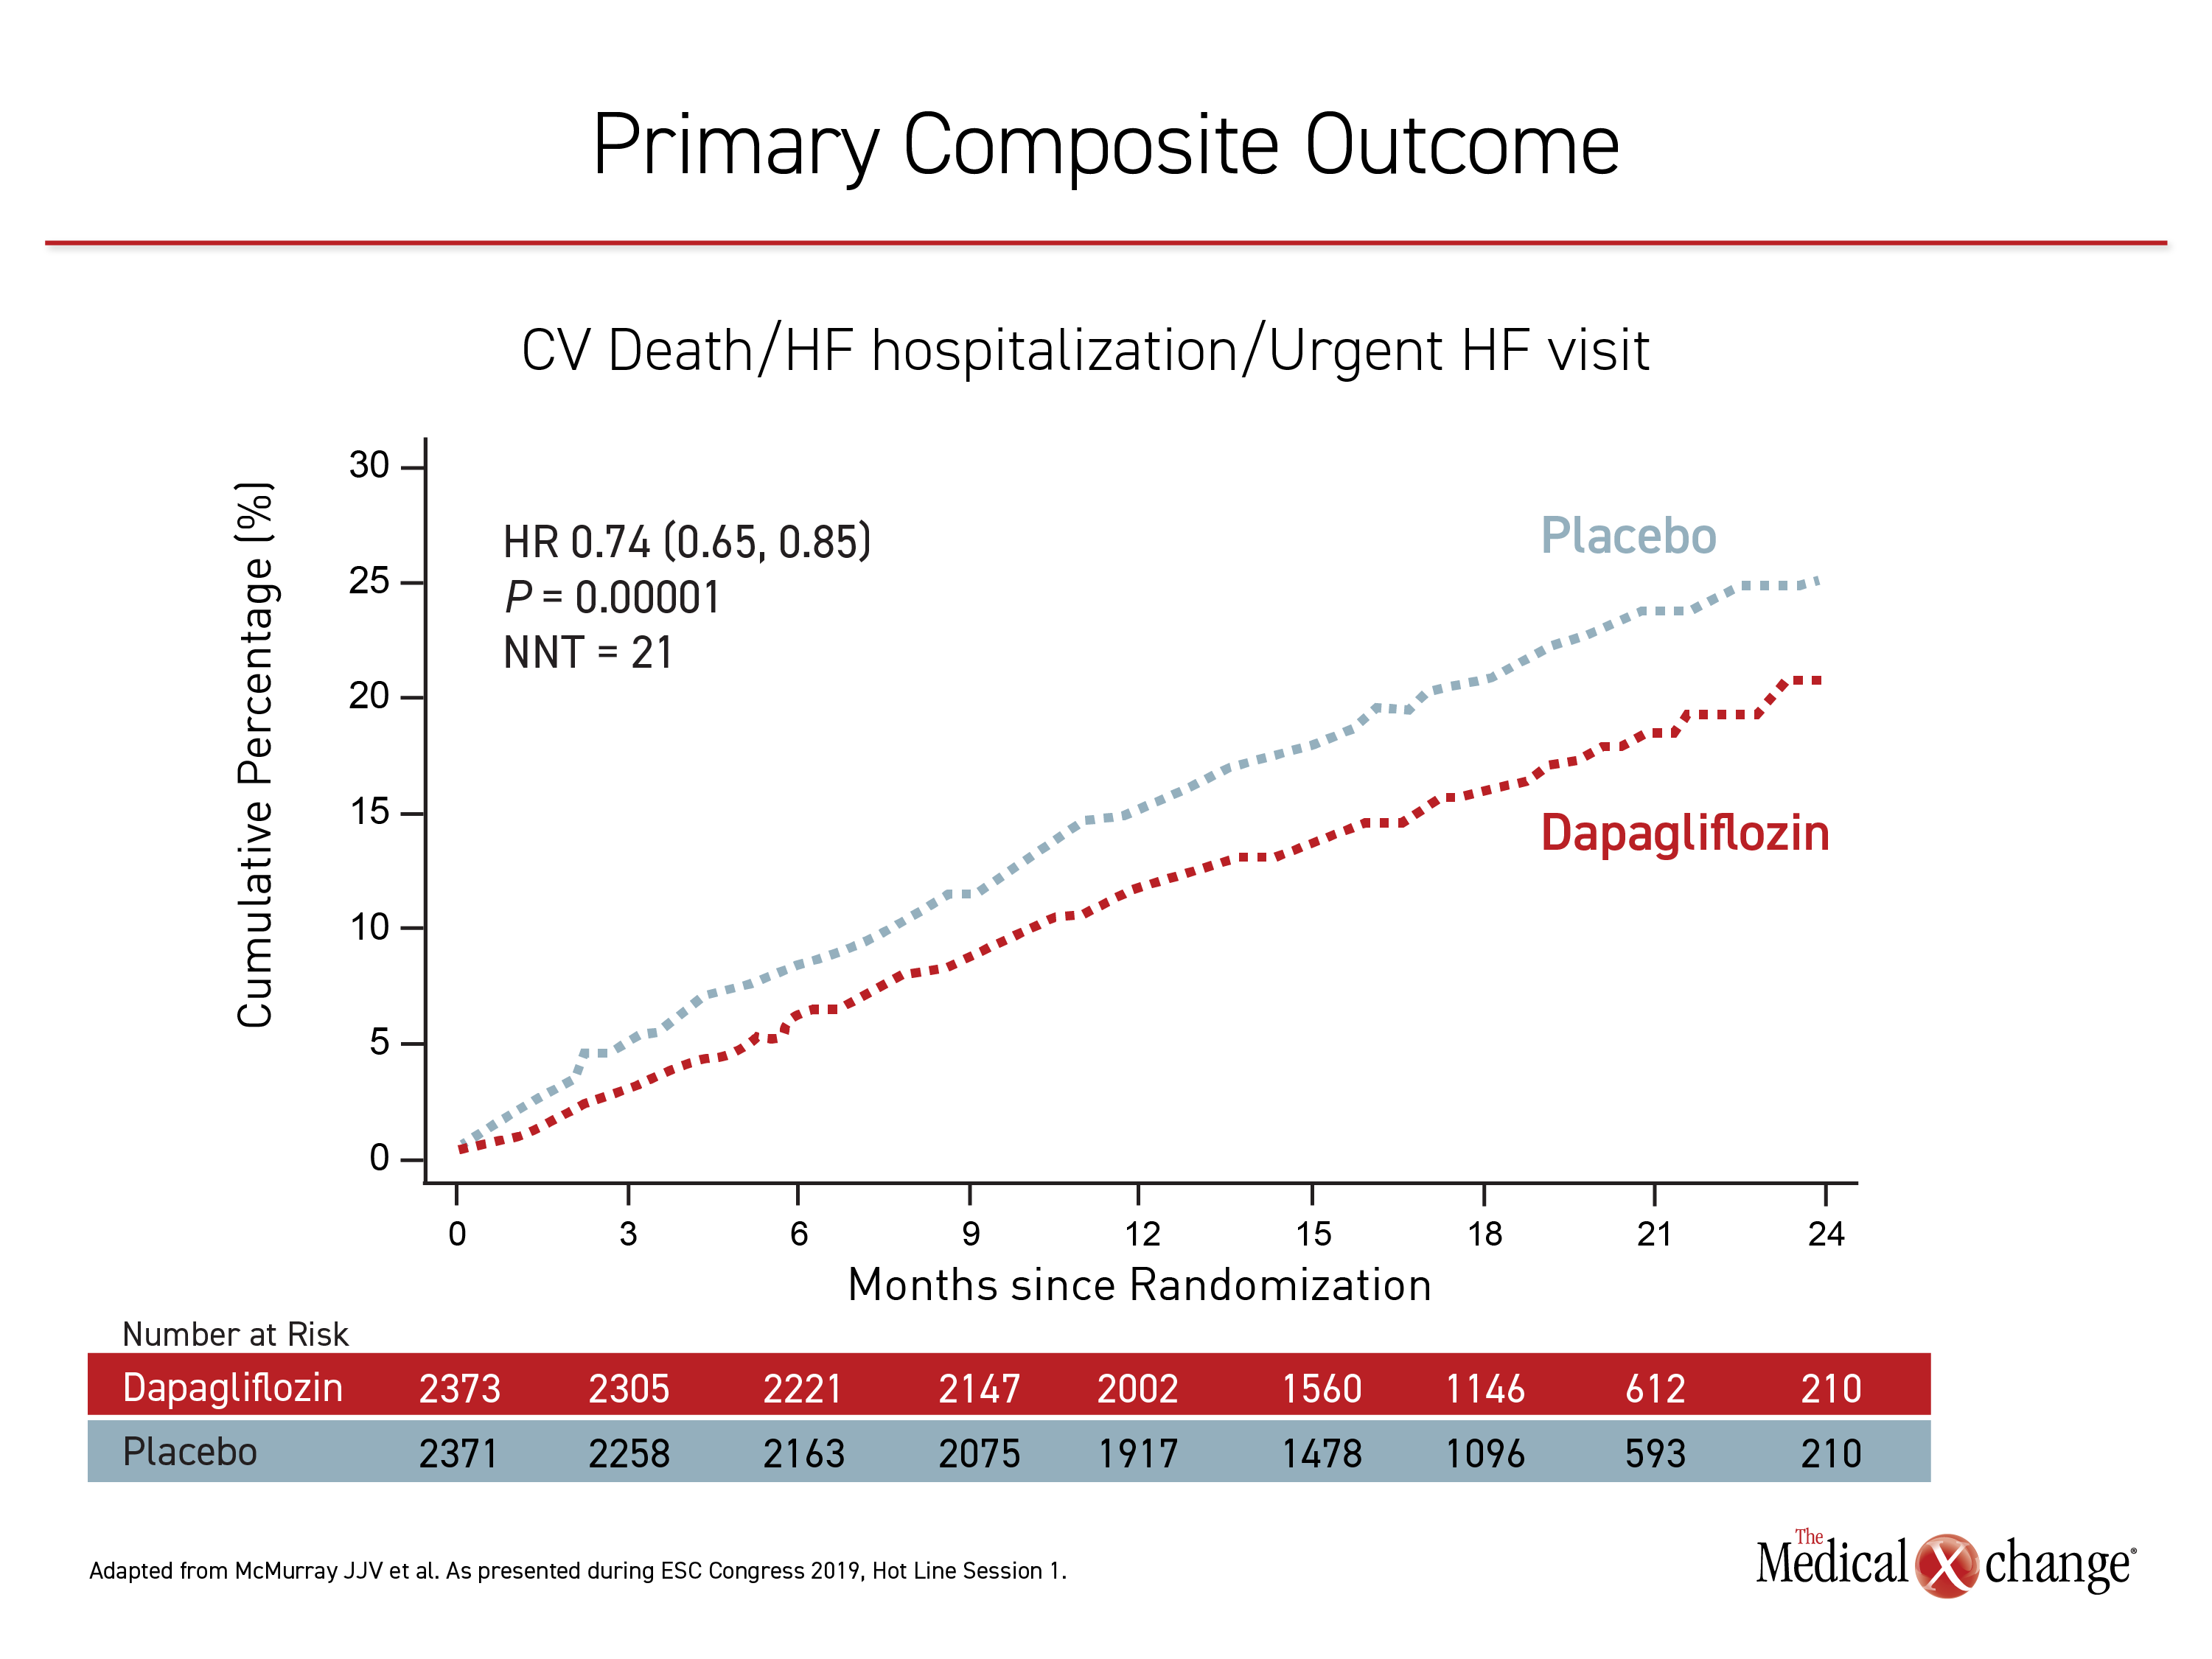 Primary Composite Outcome
CV Death/HF hospitalization/Urgent HF visit
Cumulative Percentage (%)
30
25
20
15
10
5
0
HR 0.74 (0.65, 0.85)
P = 0.00001
NNT = 21
Placebo
Dapagliflozin
0 3 6 9 12 15 18 21 24
Months since Randomization
Number at Risk
Dapagliflozin 2373 2305 2221 2147 2002 1560 1146 612 210
Placebo 2371 2258 2163 2075 1917 1478 1096 593 210
Adapted from McMurray JJV et al. As presented during ESC Congress 2019, Hot Line Session 1.
The
Medical Xchange®